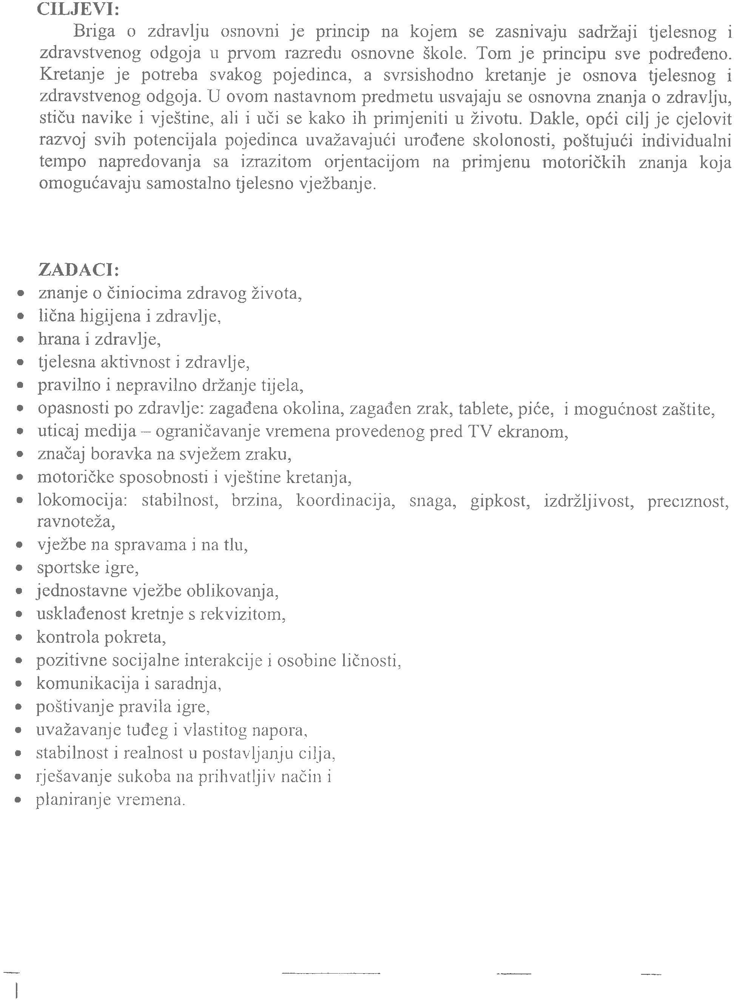 CILJEVI:
Briga o zdravlju osnovni je princip na kojem se zasnivaju sadržaji tjelesnog i
zdravstvenog odgoja u prvom razredu osnovne škole. Tom je principu sve podređeno.
Kretanje je potreba svakog pojedinca, a svrsishodno kretanje je osnova tjelesnog i
zdravstvenog odgoja. U ovom nastavnom predmetu usvajaju se osnovna znanja o zdravlju,
stiču navike i vještine, ali i uči se kako ih primjeniti u životu. Dakle, opći cilj je cjelovit
razvoj svih potencijala pojedinca uvažavajući urođene skolonosti, poštujući individualni
tempo napredovanja sa izrazitom orjentacijom na primjenu motoričkih znanja koja
omogućavaju samostalno tjelesno vježbanje.
ZADACI:
• znanje o činiocima zdravog života,
• lična higijena i zdravlje,
• hrana i zdravlje,
• tjelesna aktivnost i zdravlje,
• pravilno i nepravilno držanje tijela,
• opasnosti po zdravlje: zagađena okolina, zagađen zrak, tablete, piće, i mogućnost zaštite,
• uticaj medija – ograničavanje vremena provedenog pred TV ekranom,
• značaj boravka na svježem zraku,
• motoričke sposobnosti i vještine kretanja,
• lokomocija: stabilnost, brzina, koordinacija, snaga, gipkost, izdržljivost, preciznost,
ravnoteža,
• vježbe na spravama i na tlu,
• sportske igre,
• jednostavne vježbe oblikovanja,
• usklađenost kretnje s rekvizitom,
• kontrola pokreta,
• pozitivne socijalne interakcije i osobine ličnosti,
• komunikacija i saradnja,
• poštivanje pravila igre,
• uvažavanje tuđeg i vlastitog napora,
• stabilnost i realnost u postavljanju cilja,
• rješavanje sukoba na prihvatljiv način i
• planiranje vremena.